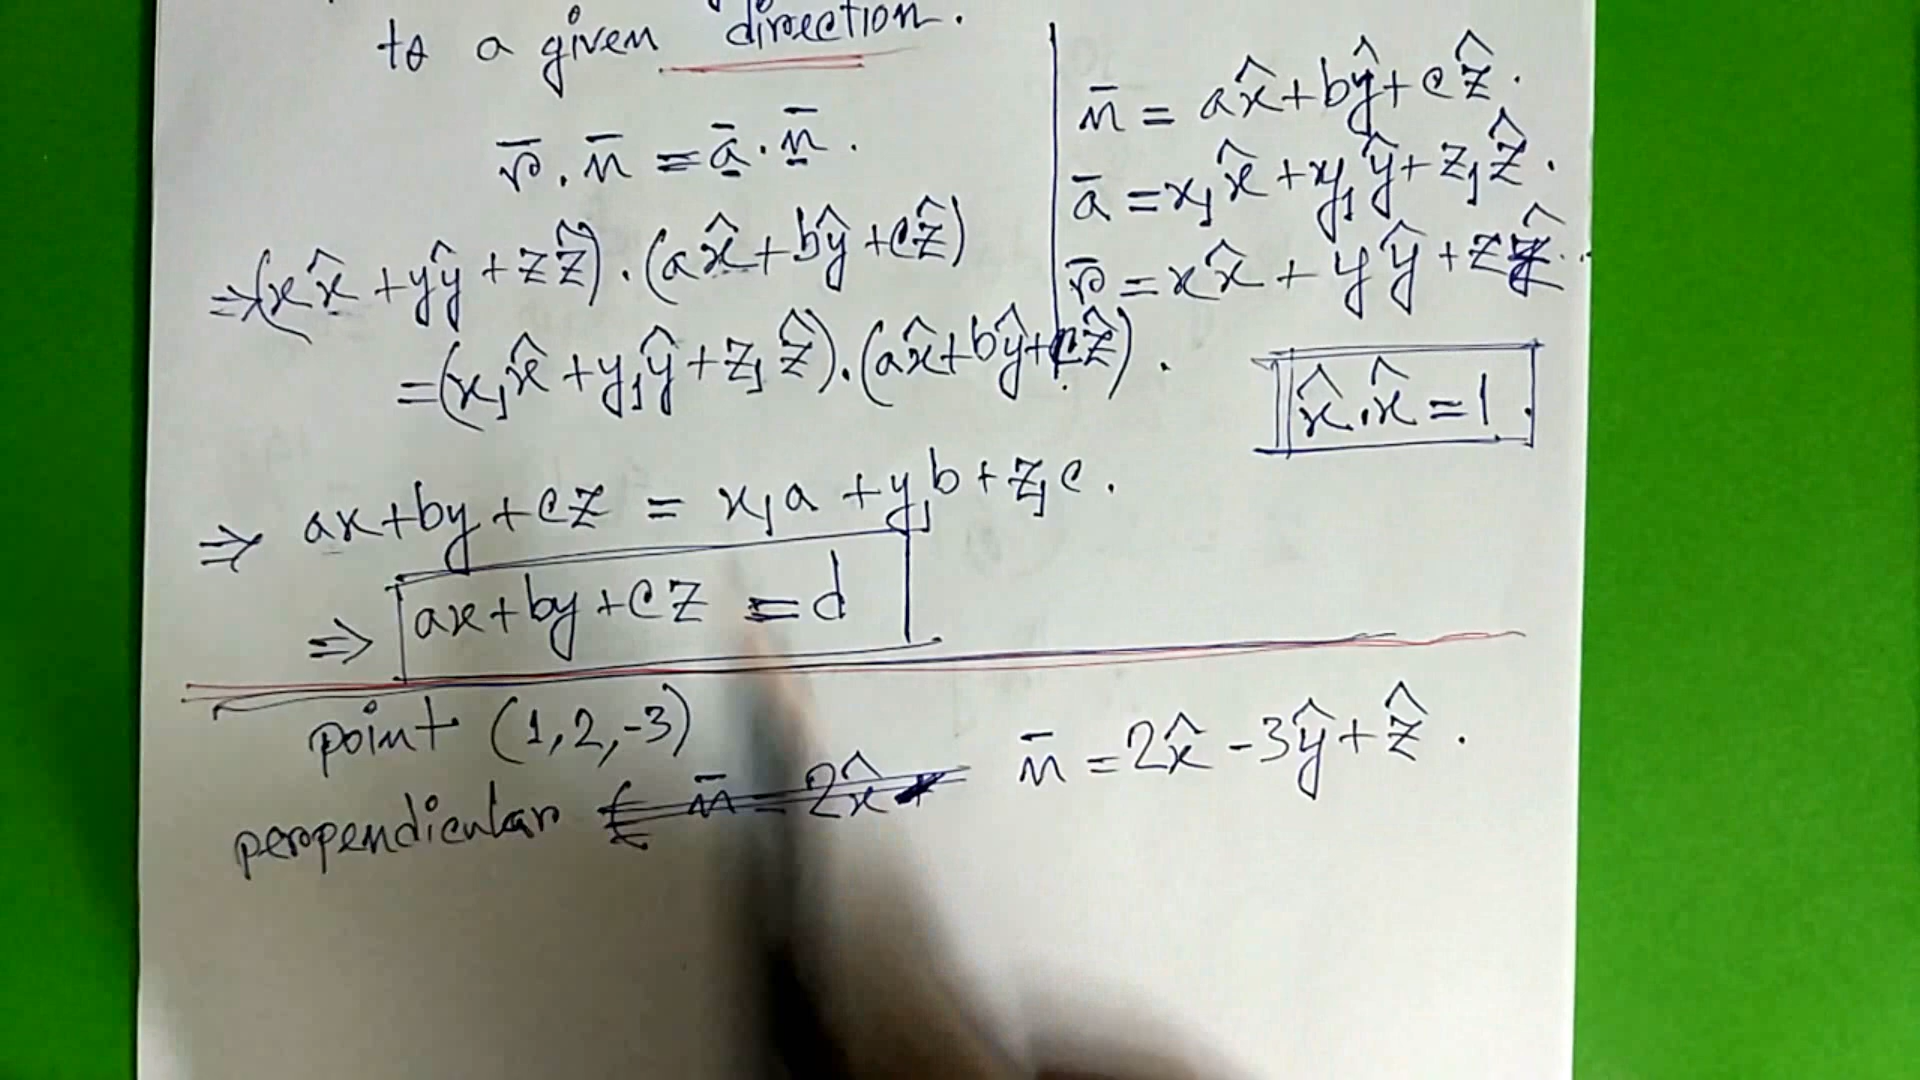 to a given direction.
r̄ . n̄ = ā . n̄ .
⇒ (xx̂ + yŷ + zẑ) . (ax̂ + bŷ + cẑ)
= (x₁x̂ + y₁ŷ + z₁ẑ) . (ax̂ + bŷ + cẑ) .
⇒ ax + by + cz = x₁a + y₁b + z₁c .
⇒ ax + by + cz = d
n̄ = ax̂ + bŷ + cẑ .
ā = x₁x̂ + y₁ŷ + z₁ẑ .
r̄ = xx̂ + yŷ + zẑ .
x̂ . x̂ = 1 .
point (1, 2, -3)
perpendicular n̄ = 2x̂
n̄ = 2x̂ - 3ŷ + ẑ .